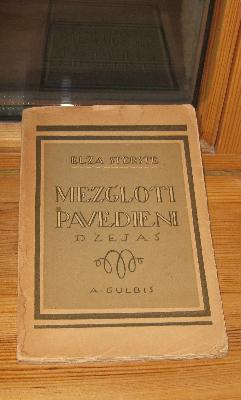 ELZA STĒRSTE
MEZGLOTI
PAVEDIENI
DZEJAS
A. GULBIS